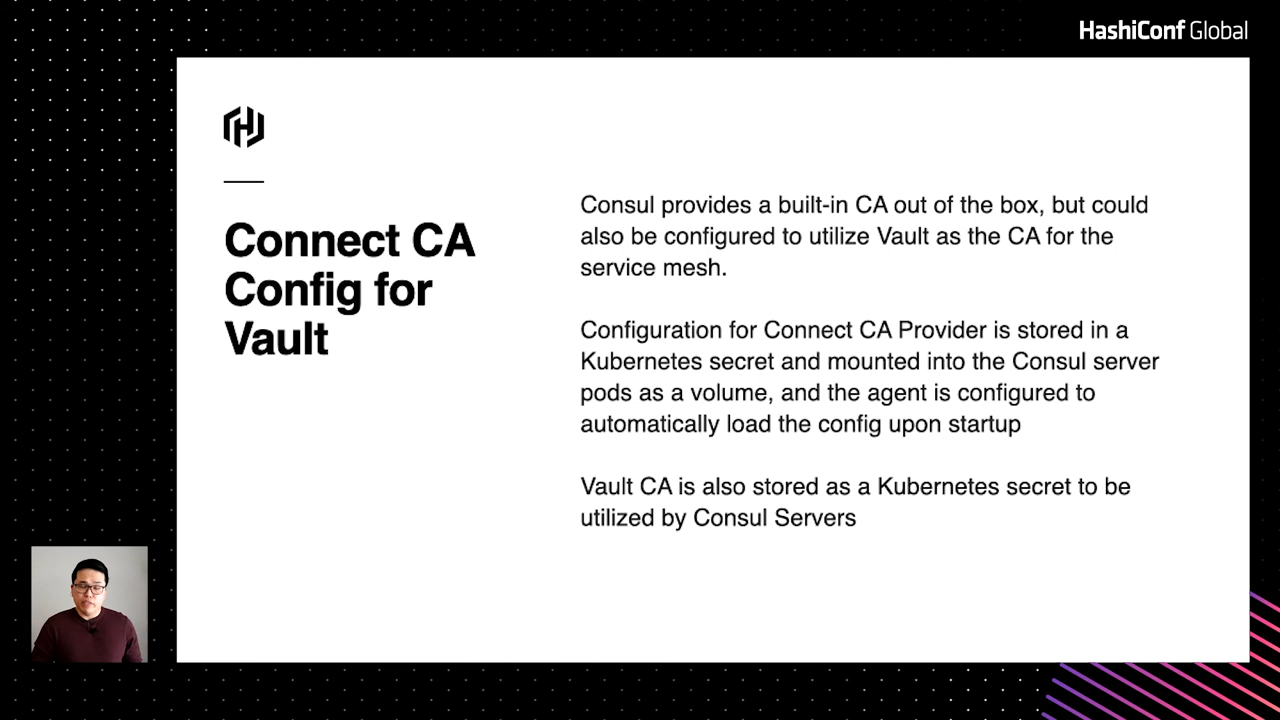 HashiConf Global
Connect CA
Config for
Vault
Consul provides a built-in CA out of the box, but could
also be configured to utilize Vault as the CA for the
service mesh.
Configuration for Connect CA Provider is stored in a
Kubernetes secret and mounted into the Consul server
pods as a volume, and the agent is configured to
automatically load the config upon startup
Vault CA is also stored as a Kubernetes secret to be
utilized by Consul Servers